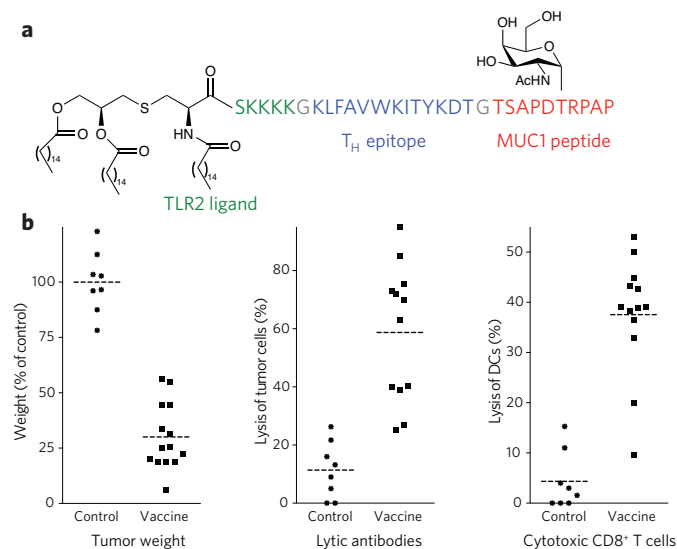 a
OH
OH
O
HO
AcHN
O
S
SKKKKGKLFAVWKITYKDTGTSAPDTRPAP
O
O
O
NH
O
O
TH epitope
MUC1 peptide
( )14
( )14
( )14
TLR2 ligand
b
Weight (% of control)
100
75
50
25
0
Control Vaccine
Tumor weight
Lysis of tumor cells (%)
80
60
40
20
0
Control Vaccine
Lytic antibodies
Lysis of DCs (%)
50
40
30
20
10
0
Control Vaccine
Cytotoxic CD8+ T cells